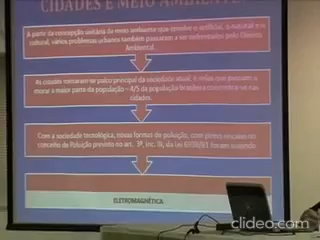 CIDADES E MEIO AMBIENTE
A partir da concepção unitária de meio ambiente que envolve o artificial, o natural e o
cultural, vários problemas urbanos também passaram a ser enfrentados pelo Direito
Ambiental.
As cidades tornaram-se palco principal da sociedade atual, e nelas que passam a
morar a maior parte da população - 4/5 da população brasileira concentra-se nas
cidades.
Com a sociedade tecnológica, novas formas de poluição, com pleno encaixe no
conceito de Poluição previsto no art. 3º, inc. III, da Lei 6938/81 foram surgindo
ELETROMAGNÉTICA
clideo.com